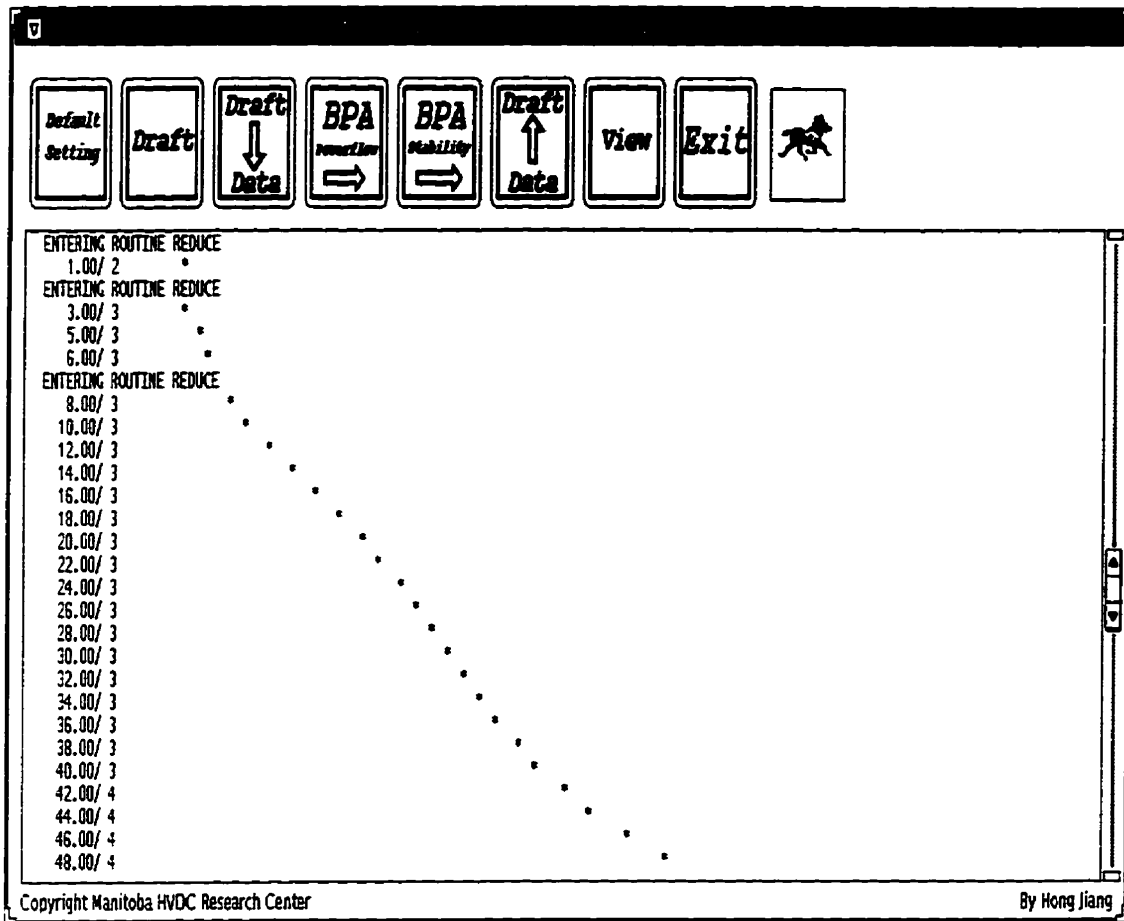 Default Setting
Draft
Draft Data
BPA Powerflow
BPA Stability
Draft Data
View
Exit
ENTERING ROUTINE REDUCE
1.00/ 2 *
ENTERING ROUTINE REDUCE
3.00/ 3 *
5.00/ 3 *
6.00/ 3 *
ENTERING ROUTINE REDUCE
8.00/ 3 *
10.00/ 3 *
12.00/ 3 *
14.00/ 3 *
16.00/ 3 *
18.00/ 3 *
20.00/ 3 *
22.00/ 3 *
24.00/ 3 *
26.00/ 3 *
28.00/ 3 *
30.00/ 3 *
32.00/ 3 *
34.00/ 3 *
36.00/ 3 *
38.00/ 3 *
40.00/ 3 *
42.00/ 4 *
44.00/ 4 *
46.00/ 4 *
48.00/ 4 *
Copyright Manitoba HVDC Research Center
By Hong Jiang